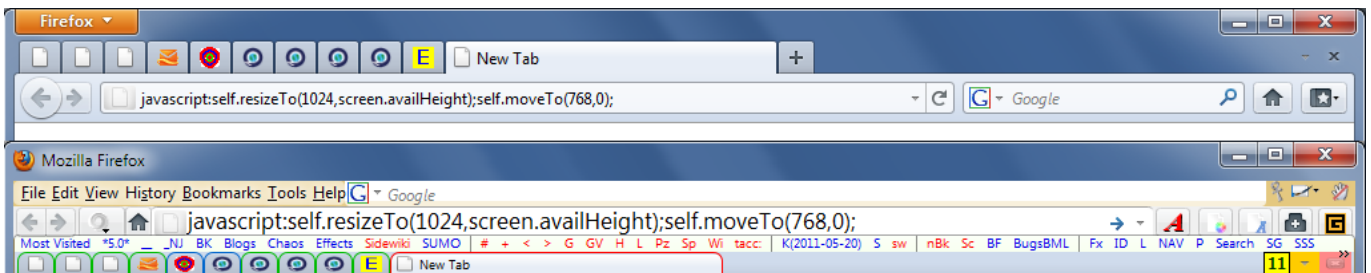 Firefox
E New Tab +
javascript:self.resizeTo(1024,screen.availHeight);self.moveTo(768,0); G Google
Mozilla Firefox
File Edit View History Bookmarks Tools Help G Google
javascript:self.resizeTo(1024,screen.availHeight);self.moveTo(768,0); A G
Most Visited *5.0* __ _NJ BK Blogs Chaos Effects Sidewiki SUMO # + < > G GV H L Pz Sp Wi tacc: K(2011-05-20) S sw nBk Sc BF BugsBML Fx ID L NAV P Search SG SSS »
E New Tab 11